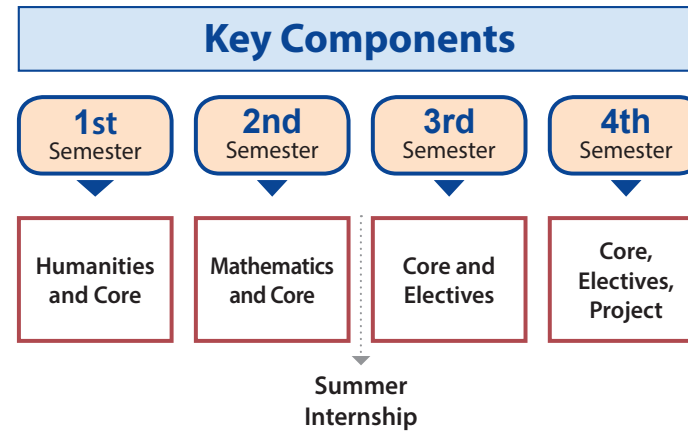 Key Components
1st
Semester
2nd
Semester
3rd
Semester
4th
Semester
Humanities
and Core
Mathematics
and Core
Core and
Electives
Core,
Electives,
Project
Summer
Internship